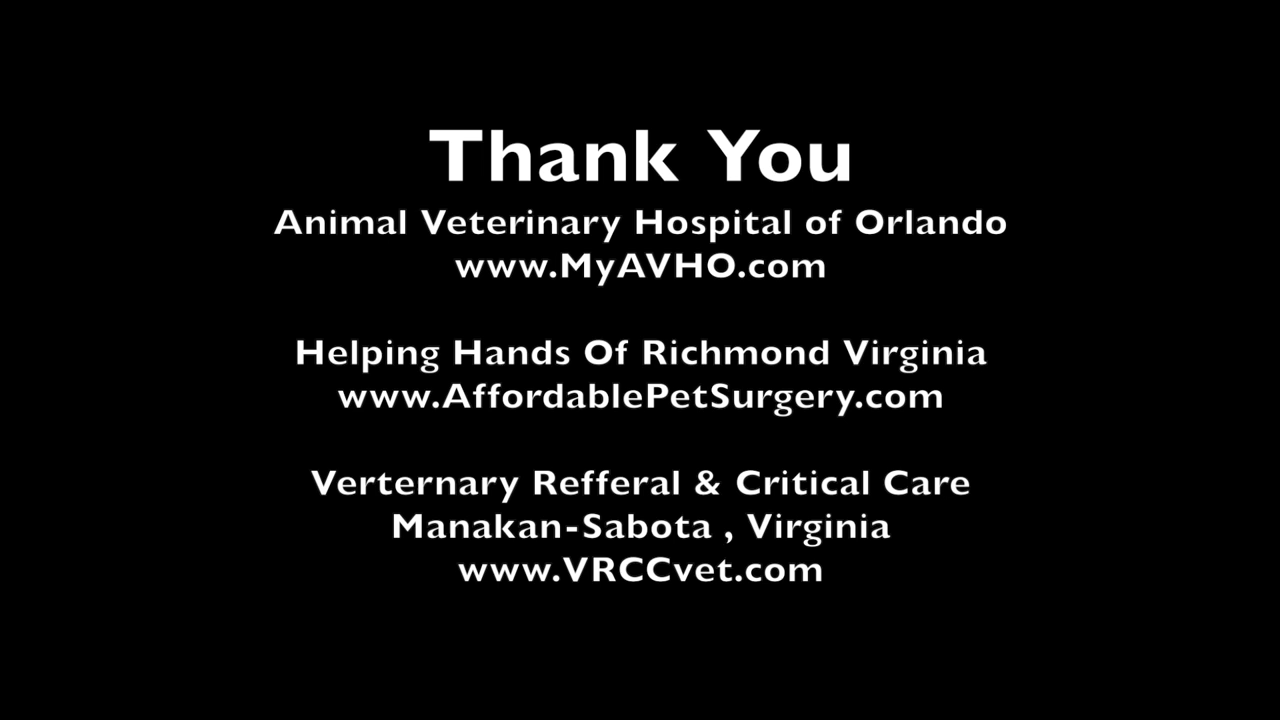 Thank You
Animal Veterinary Hospital of Orlando
www.MyAVHO.com
Helping Hands Of Richmond Virginia
www.AffordablePetSurgery.com
Verternary Refferal & Critical Care
Manakan-Sabota , Virginia
www.VRCCvet.com